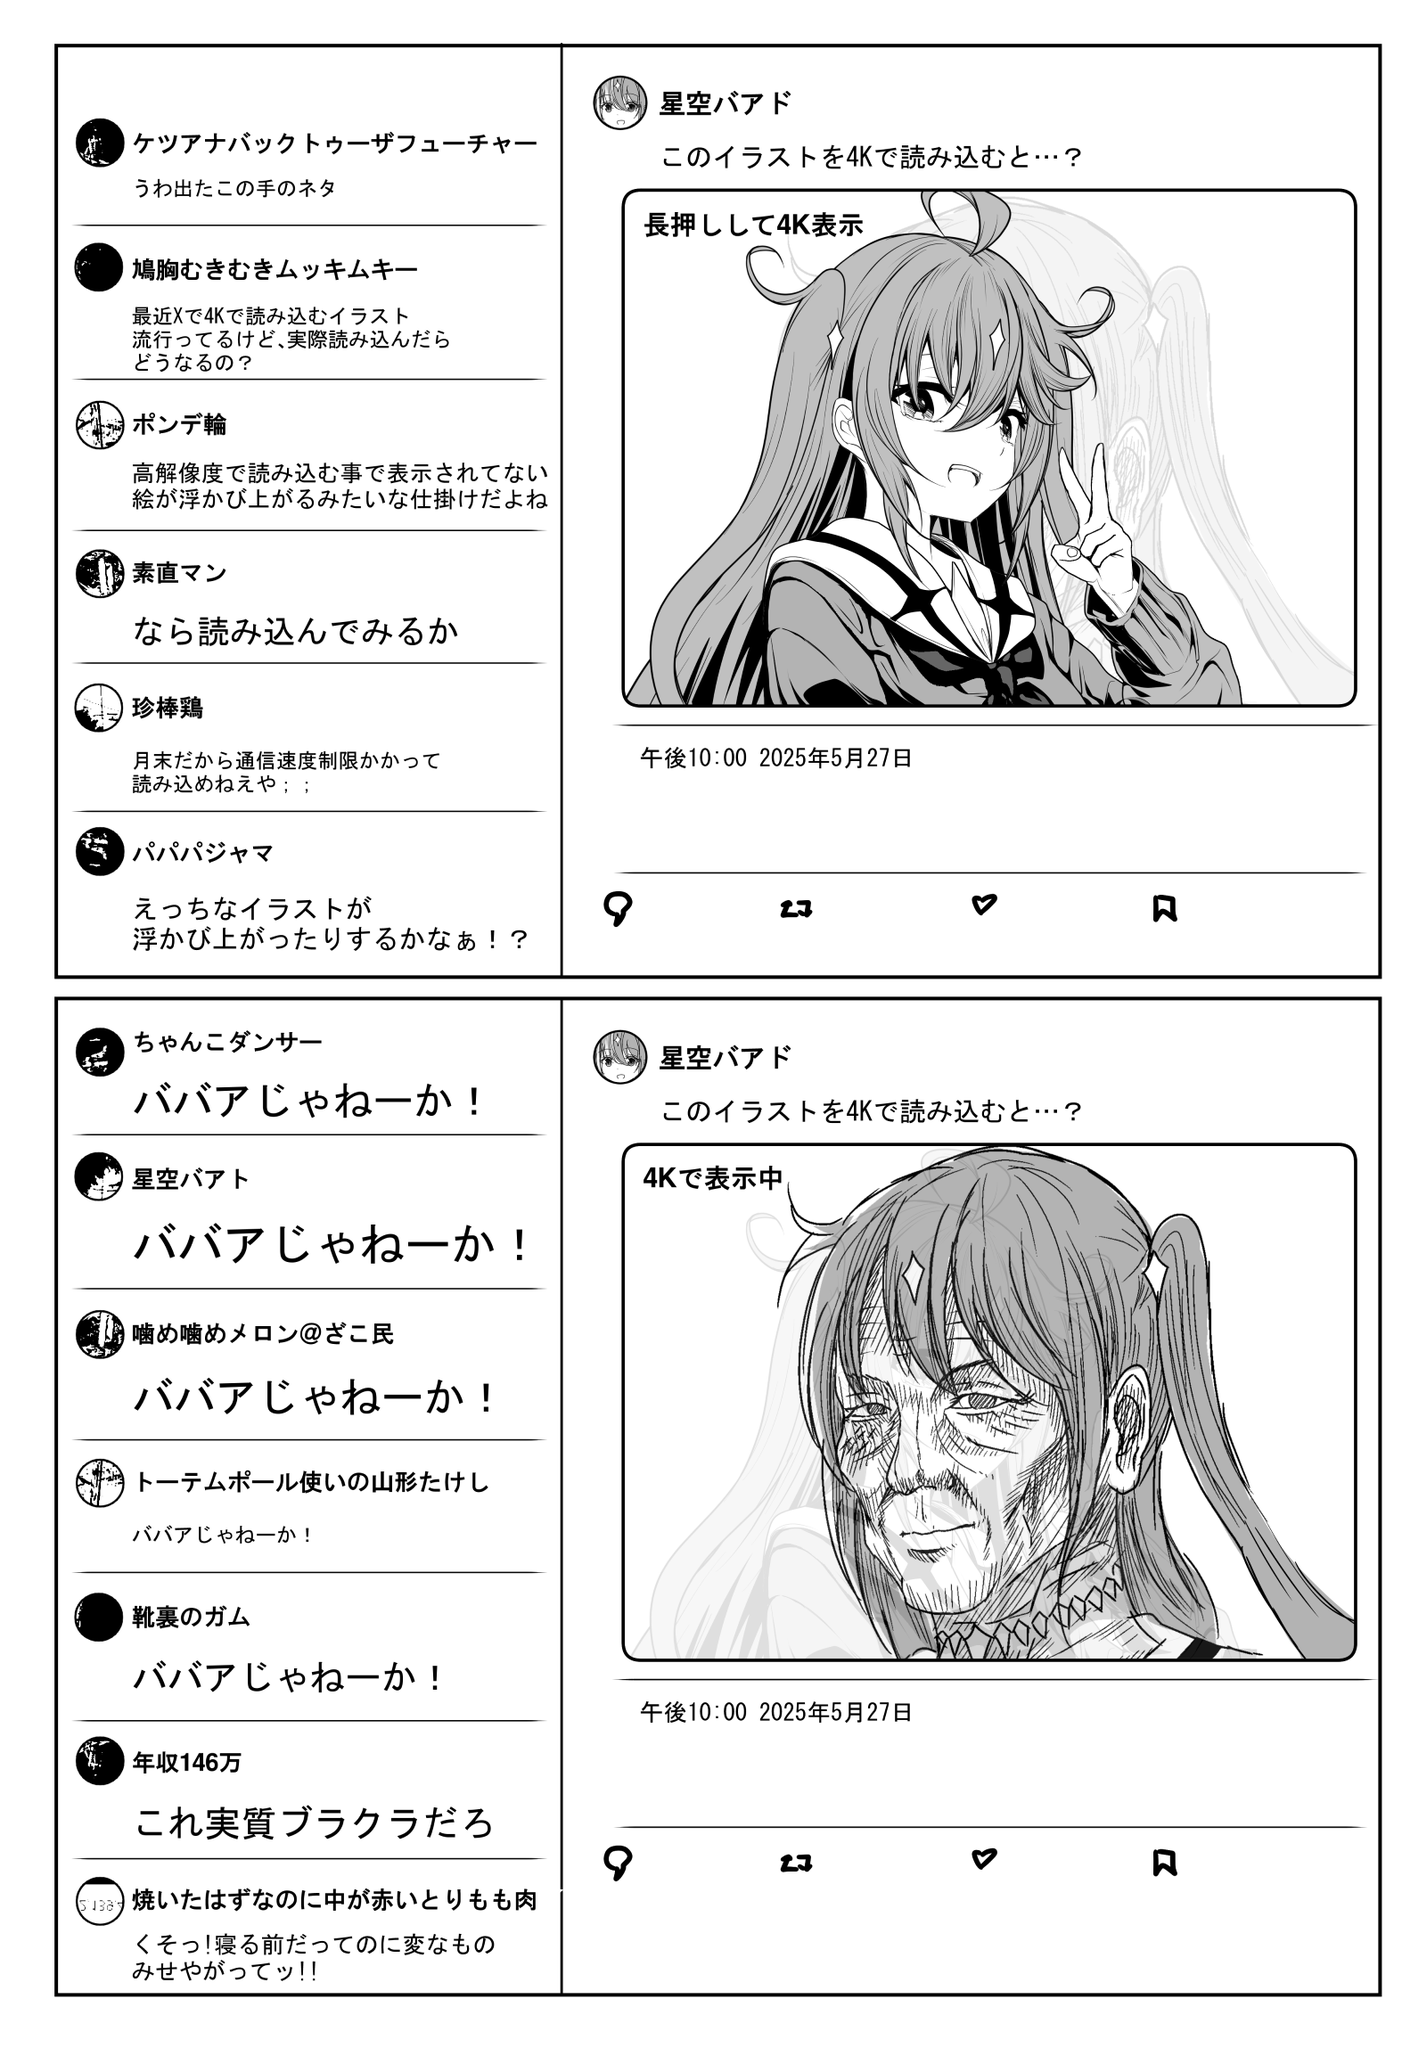 ケツアナバックトゥーザフューチャー
うわ出たこの手のネタ
鳩胸むきむきムッキムキー
最近Xで4Kで読み込むイラスト
流行ってるけど、実際読み込んだら
どうなるの？
ポンデ輪
高解像度で読み込む事で表示されてない
絵が浮かび上がるみたいな仕掛けだよね
素直マン
なら読み込んでみるか
珍棒鶏
月末だから通信速度制限かかって
読み込めねえや；；
パパパジャマ
えっちなイラストが
浮かび上がったりするかなぁ！？
星空バアド
このイラストを4Kで読み込むと…？
長押しして4K表示
午後10:00 2025年5月27日
ちゃんこダンサー
ババアじゃねーか！
星空バアト
ババアじゃねーか！
噛め噛めメロン＠ざこ民
ババアじゃねーか！
トーテムポール使いの山形たけし
ババアじゃねーか！
靴裏のガム
ババアじゃねーか！
年収146万
これ実質ブラクラだろ
焼いたはずなのに中が赤いとりもも肉
くそっ！寝る前だってのに変なもの
みせやがってッ!!
星空バアド
このイラストを4Kで読み込むと…？
4Kで表示中
午後10:00 2025年5月27日